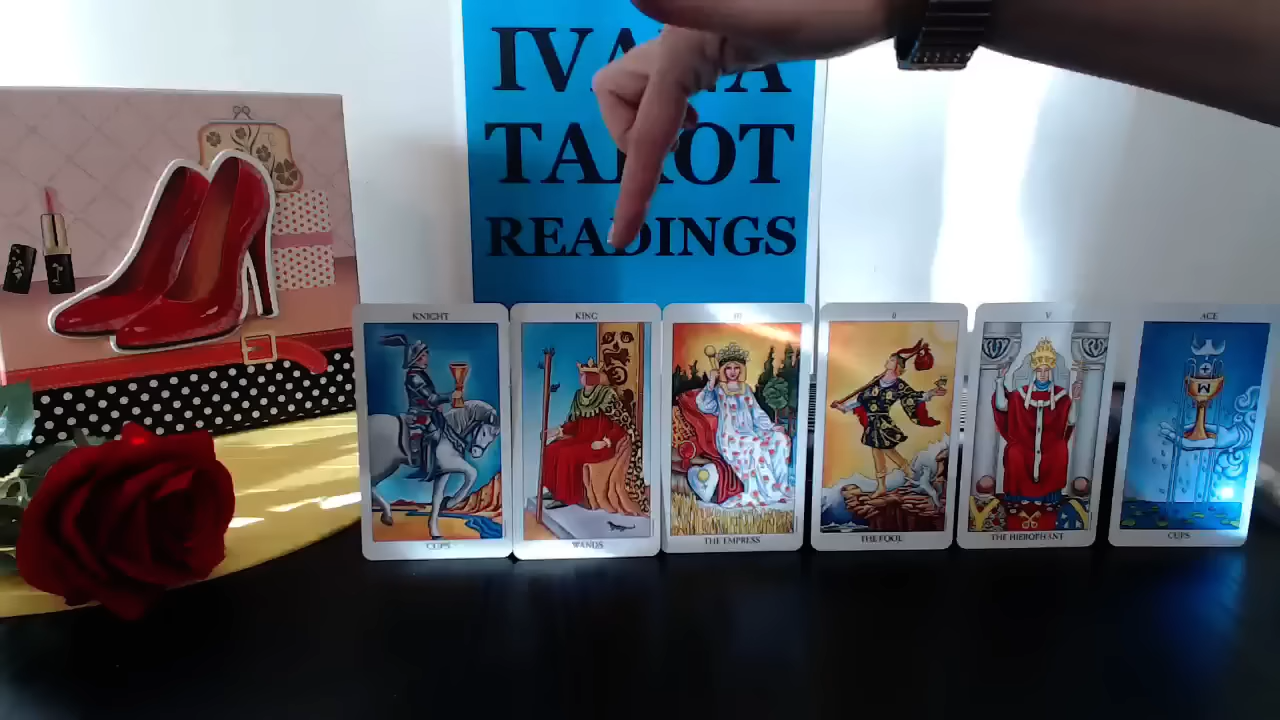 TAROT
READINGS
KNIGHT
CUPS
KING
WANDS
III
THE EMPRESS
0
THE FOOL
V
THE HIEROPHANT
ACE
W
CUPS